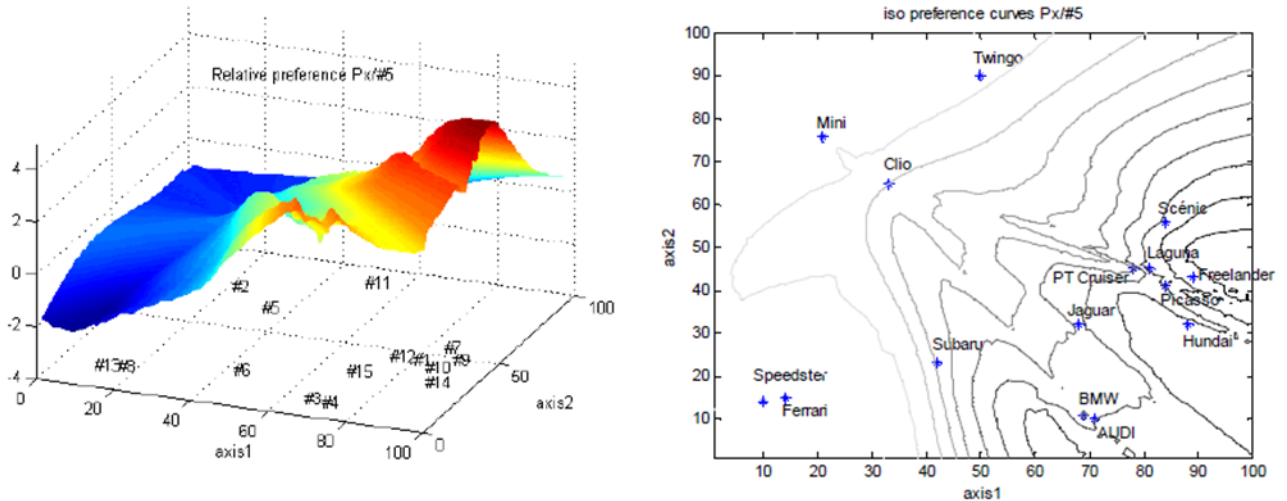 Relative preference Px/#5
4
2
0
-2
-4
0
20
40
60
80
100
axis1
0
50
100
axis2
#2
#5
#11
#13
#8
#6
#3
#4
#15
#12
#1
#7
#9
#10
#14
iso preference curves Px/#5
100
90
80
70
60
50
40
30
20
10
axis2
10
20
30
40
50
60
70
80
90
100
axis1
Twingo
Mini
Clio
Scénic
Laguna
PT Cruiser
Freelander
Picasso
Jaguar
Hundai
Subaru
Speedster
Ferrari
BMW
AUDI